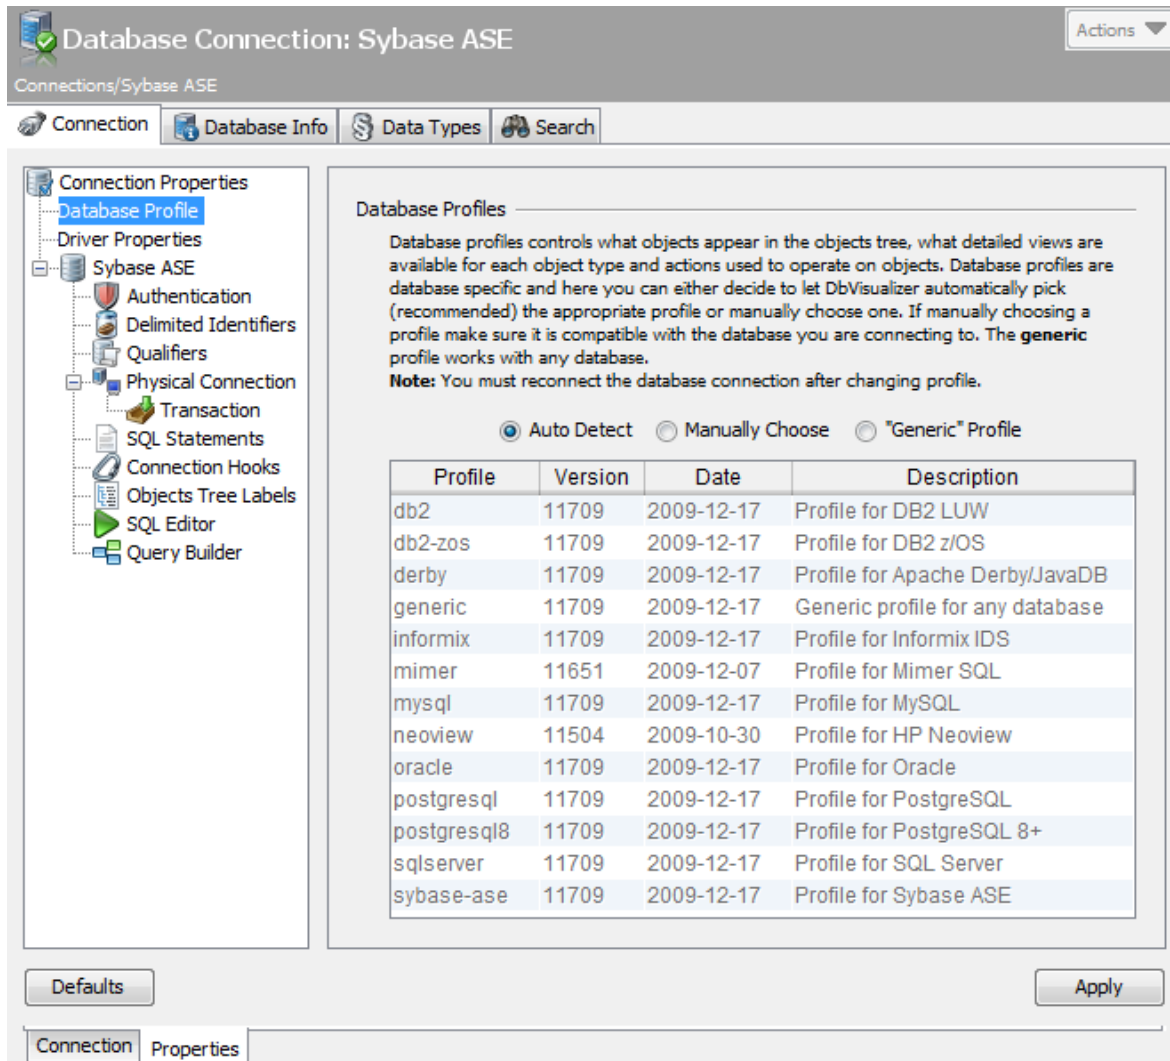 Database Connection: Sybase ASE
Actions
Connections/Sybase ASE
Connection
Database Info
Data Types
Search
Connection Properties
Database Profile
Driver Properties
Sybase ASE
Authentication
Delimited Identifiers
Qualifiers
Physical Connection
Transaction
SQL Statements
Connection Hooks
Objects Tree Labels
SQL Editor
Query Builder
Database Profiles
Database profiles controls what objects appear in the objects tree, what detailed views are
available for each object type and actions used to operate on objects. Database profiles are
database specific and here you can either decide to let DbVisualizer automatically pick
(recommended) the appropriate profile or manually choose one. If manually choosing a
profile make sure it is compatible with the database you are connecting to. The generic
profile works with any database.
Note: You must reconnect the database connection after changing profile.
Auto Detect Manually Choose "Generic" Profile
Profile Version Date Description
db2 11709 2009-12-17 Profile for DB2 LUW
db2-zos 11709 2009-12-17 Profile for DB2 z/OS
derby 11709 2009-12-17 Profile for Apache Derby/JavaDB
generic 11709 2009-12-17 Generic profile for any database
informix 11709 2009-12-17 Profile for Informix IDS
mimer 11651 2009-12-07 Profile for Mimer SQL
mysql 11709 2009-12-17 Profile for MySQL
neoview 11504 2009-10-30 Profile for HP Neoview
oracle 11709 2009-12-17 Profile for Oracle
postgresql 11709 2009-12-17 Profile for PostgreSQL
postgresql8 11709 2009-12-17 Profile for PostgreSQL 8+
sqlserver 11709 2009-12-17 Profile for SQL Server
sybase-ase 11709 2009-12-17 Profile for Sybase ASE
Defaults
Apply
Connection
Properties